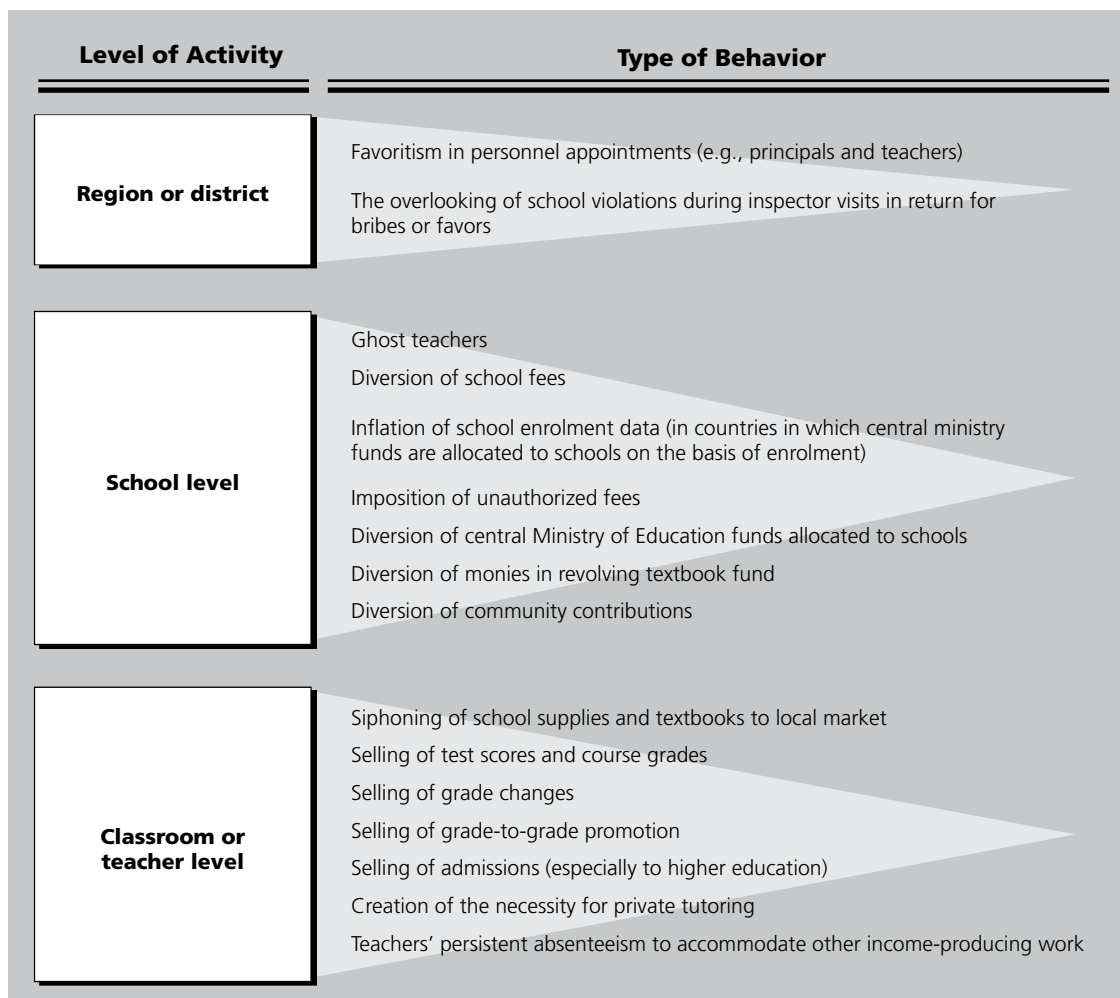 Level of Activity
Type of Behavior
Region or district
Favoritism in personnel appointments (e.g., principals and teachers)
The overlooking of school violations during inspector visits in return for
bribes or favors
School level
Ghost teachers
Diversion of school fees
Inflation of school enrolment data (in countries in which central ministry
funds are allocated to schools on the basis of enrolment)
Imposition of unauthorized fees
Diversion of central Ministry of Education funds allocated to schools
Diversion of monies in revolving textbook fund
Diversion of community contributions
Classroom or
teacher level
Siphoning of school supplies and textbooks to local market
Selling of test scores and course grades
Selling of grade changes
Selling of grade-to-grade promotion
Selling of admissions (especially to higher education)
Creation of the necessity for private tutoring
Teachers’ persistent absenteeism to accommodate other income-producing work